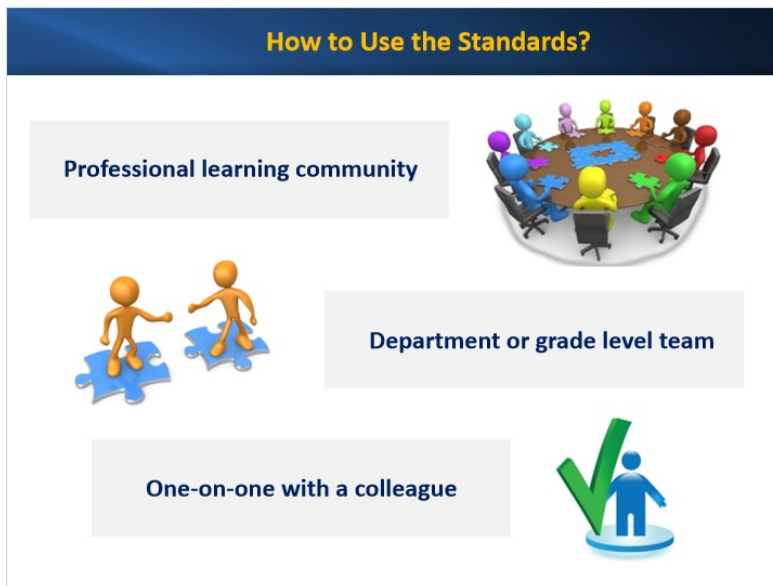 How to Use the Standards?
Professional learning community
Department or grade level team
One-on-one with a colleague